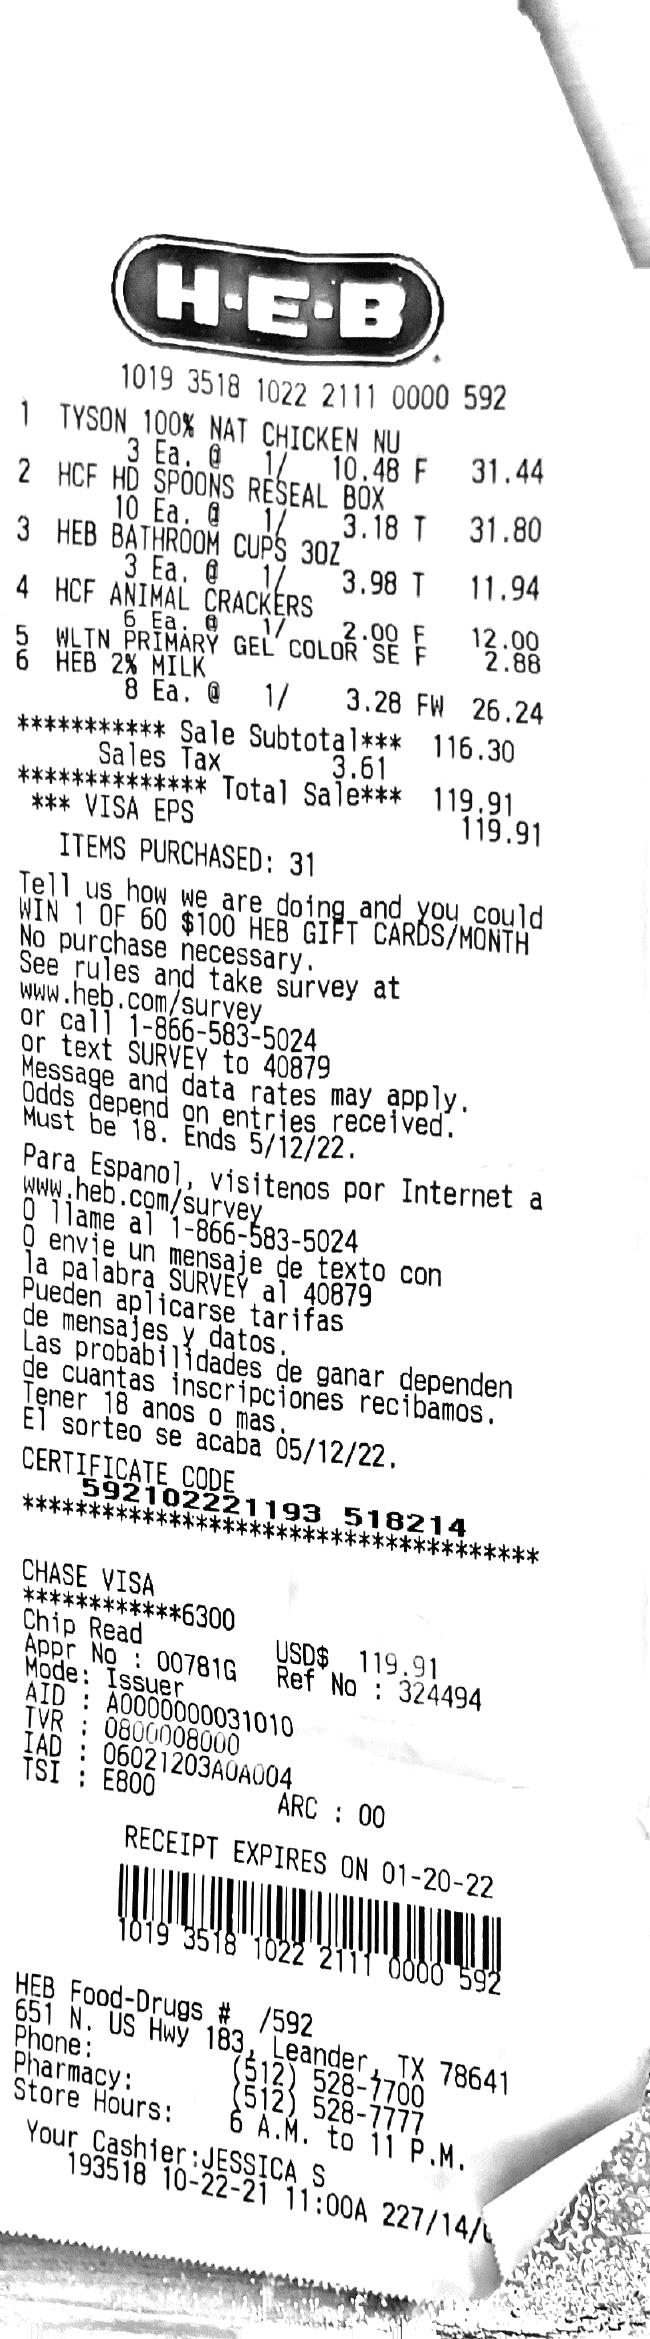 H-E-B
1019 3518 1022 2111 0000 592
1 TYSON 100% NAT CHICKEN NU
3 Ea. @ 1/ 10.48 F 31.44
2 HCF HD SPOONS RESEAL BOX
10 Ea. @ 1/ 3.18 T 31.80
3 HEB BATHROOM CUPS 3OZ
3 Ea. @ 1/ 3.98 T 11.94
4 HCF ANIMAL CRACKERS
6 Ea. @ 1/ 2.00 F 12.00
5 WLTN PRIMARY GEL COLOR SE F 2.88
6 HEB 2% MILK
8 Ea. @ 1/ 3.28 FW 26.24
*********** Sale Subtotal*** 116.30
Sales Tax 3.61
************** Total Sale*** 119.91
*** VISA EPS 119.91
ITEMS PURCHASED: 31
Tell us how we are doing and you could
WIN 1 OF 60 $100 HEB GIFT CARDS/MONTH
No purchase necessary.
See rules and take survey at
www.heb.com/survey
or call 1-866-583-5024
or text SURVEY to 40879
Message and data rates may apply.
Odds depend on entries received.
Must be 18. Ends 5/12/22.
Para Espanol, visitenos por Internet a
www.heb.com/survey
O llame al 1-866-583-5024
O envie un mensaje de texto con
la palabra SURVEY al 40879
Pueden aplicarse tarifas
de mensajes y datos.
Las probabilidades de ganar dependen
de cuantas inscripciones recibamos.
Tener 18 anos o mas.
El sorteo se acaba 05/12/22.
CERTIFICATE CODE
592102221193 518214
***************************************
CHASE VISA
************6300
Chip Read USD$ 119.91
Appr No : 00781G Ref No : 324494
Mode: Issuer
AID : A0000000031010
TVR : 0800008000
IAD : 06021203A0A004
TSI : E800 ARC : 00
RECEIPT EXPIRES ON 01-20-22
1019 3518 1022 2111 0000 592
HEB Food-Drugs # /592
651 N. US Hwy 183, Leander, TX 78641
Phone: (512) 528-7700
Pharmacy: (512) 528-7777
Store Hours: 6 A.M. to 11 P.M.
Your Cashier:JESSICA S
193518 10-22-21 11:00A 227/14/